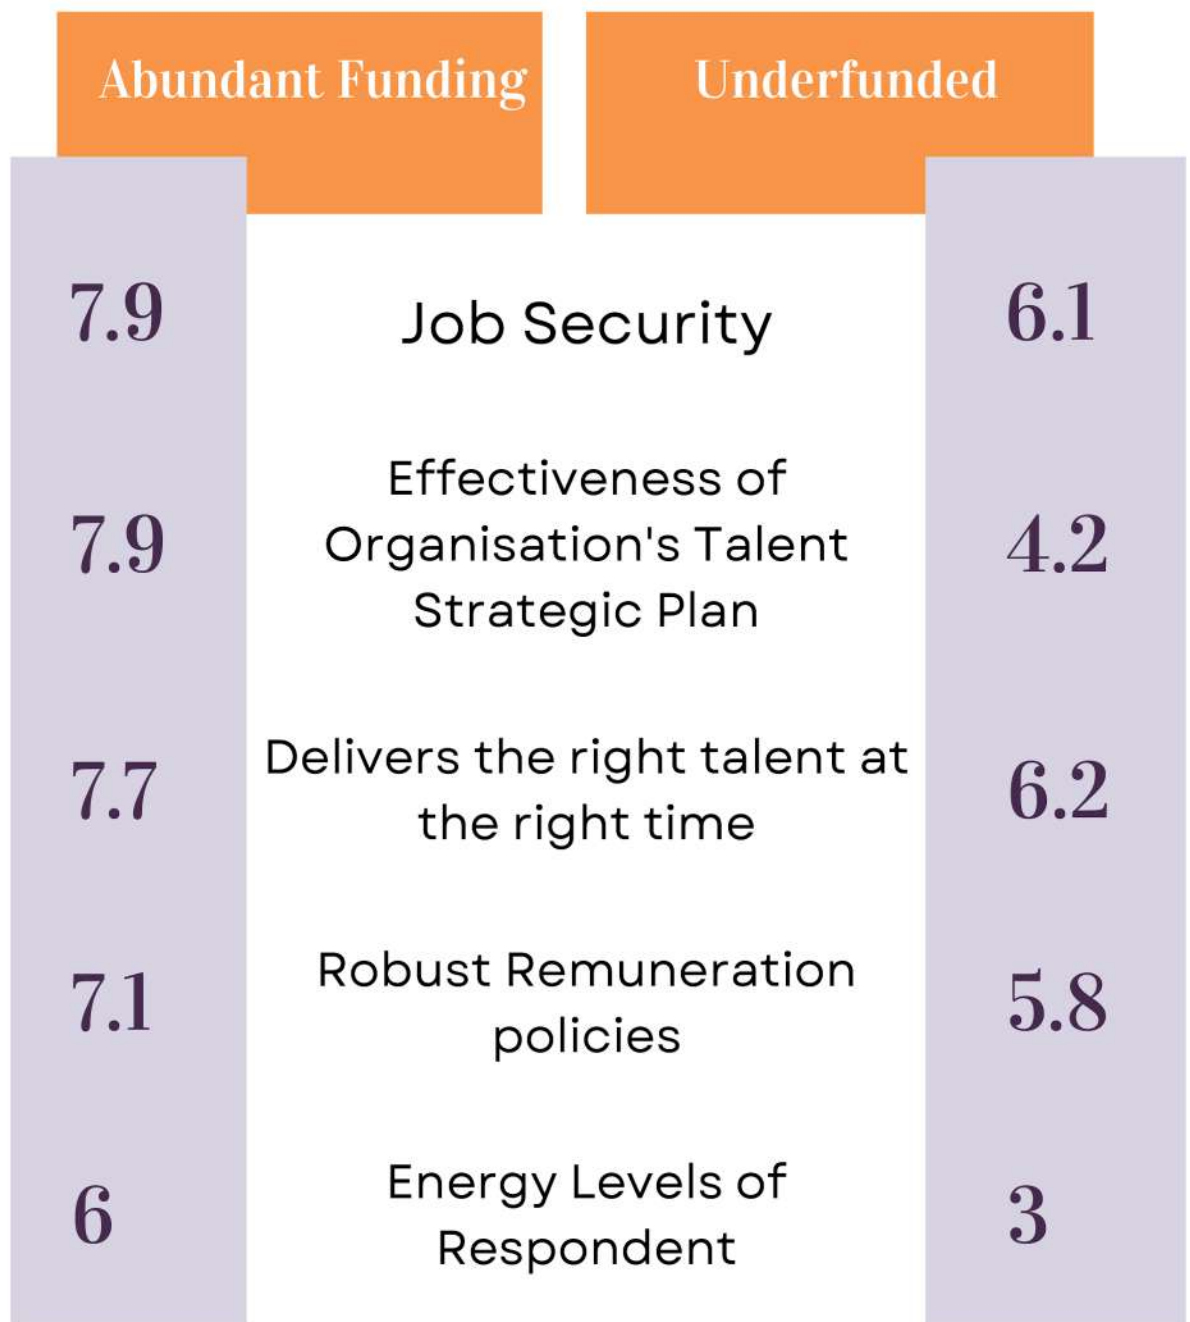 Abundant Funding
Underfunded
7.9
Job Security
6.1
Effectiveness of
7.9
Organisation's Talent
4.2
Strategic Plan
Delivers the right talent at
7.7
6.2
the right time
Robust Remuneration
7.1
5.8
policies
Energy Levels of
6
3
Respondent